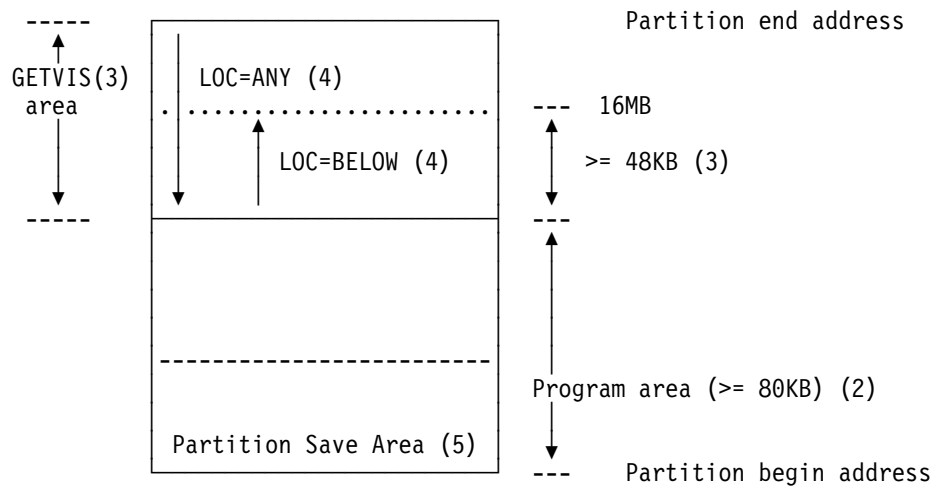 Partition end address
GETVIS(3)
area
LOC=ANY (4)
16MB
LOC=BELOW (4)
>= 48KB (3)
Program area (>= 80KB) (2)
Partition Save Area (5)
Partition begin address